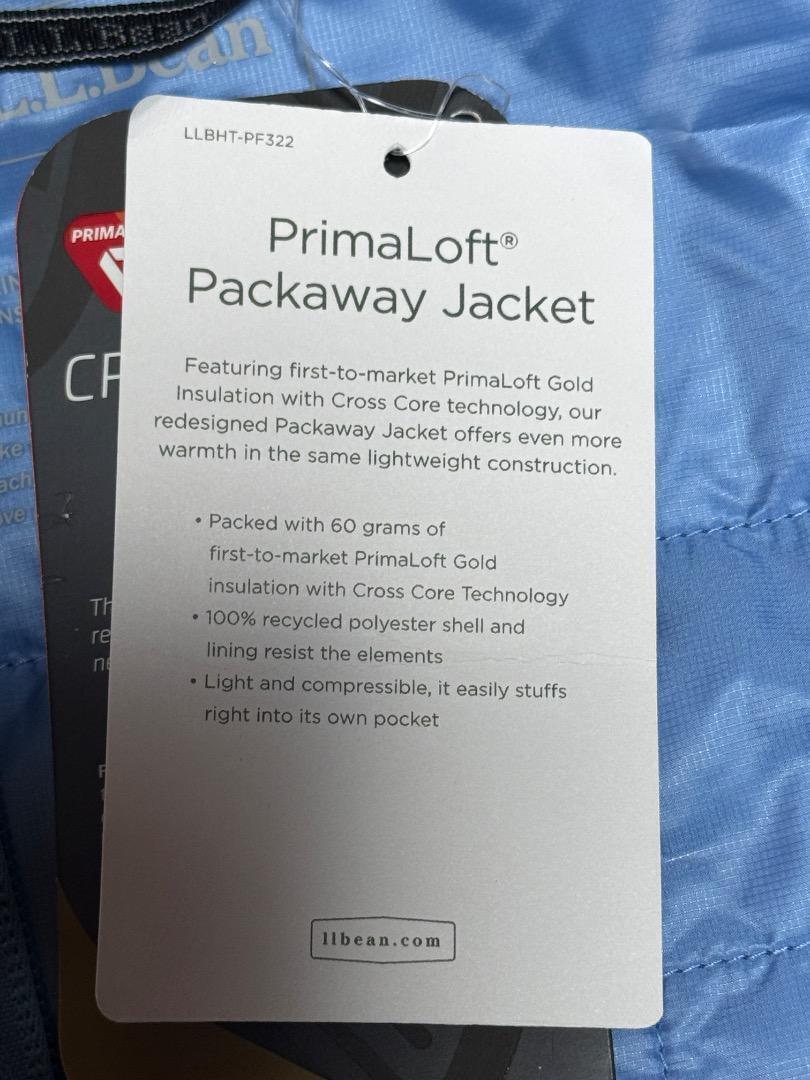 L.L.Bean
L.L.Bean
LLBHT-PF322
PRIMA
PrimaLoft®
Packaway Jacket
Featuring first-to-market PrimaLoft Gold
Insulation with Cross Core technology, our
redesigned Packaway Jacket offers even more
warmth in the same lightweight construction.
• Packed with 60 grams of
first-to-market PrimaLoft Gold
insulation with Cross Core Technology
• 100% recycled polyester shell and
lining resist the elements
• Light and compressible, it easily stuffs
right into its own pocket
llbean.com